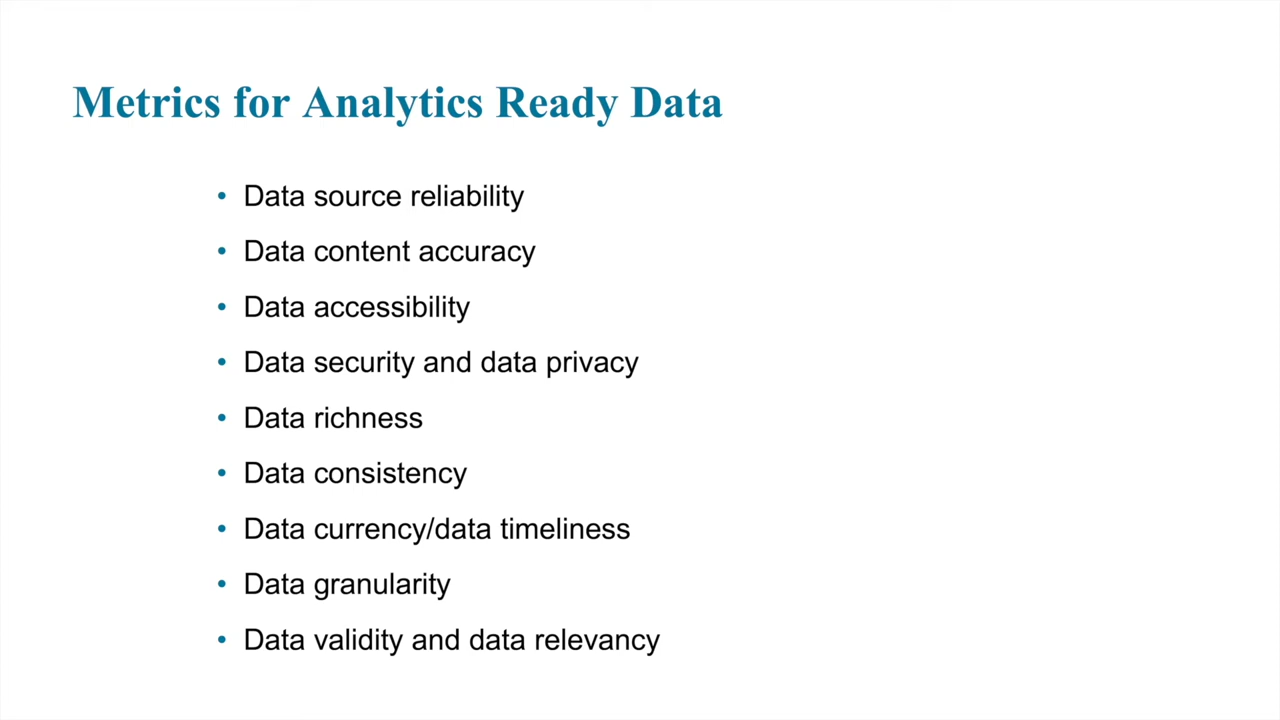 Metrics for Analytics Ready Data
• Data source reliability
• Data content accuracy
• Data accessibility
• Data security and data privacy
• Data richness
• Data consistency
• Data currency/data timeliness
• Data granularity
• Data validity and data relevancy